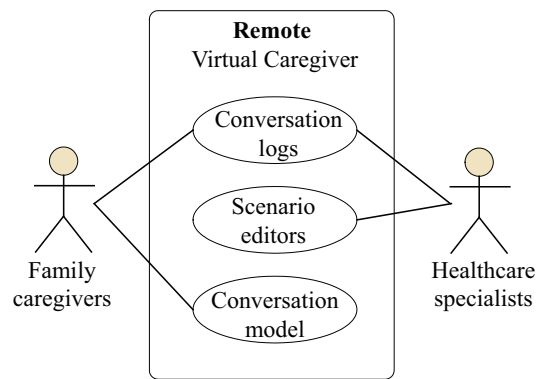 Remote
Virtual Caregiver
Conversation
logs
Scenario
editors
Conversation
model
Family
caregivers
Healthcare
specialists